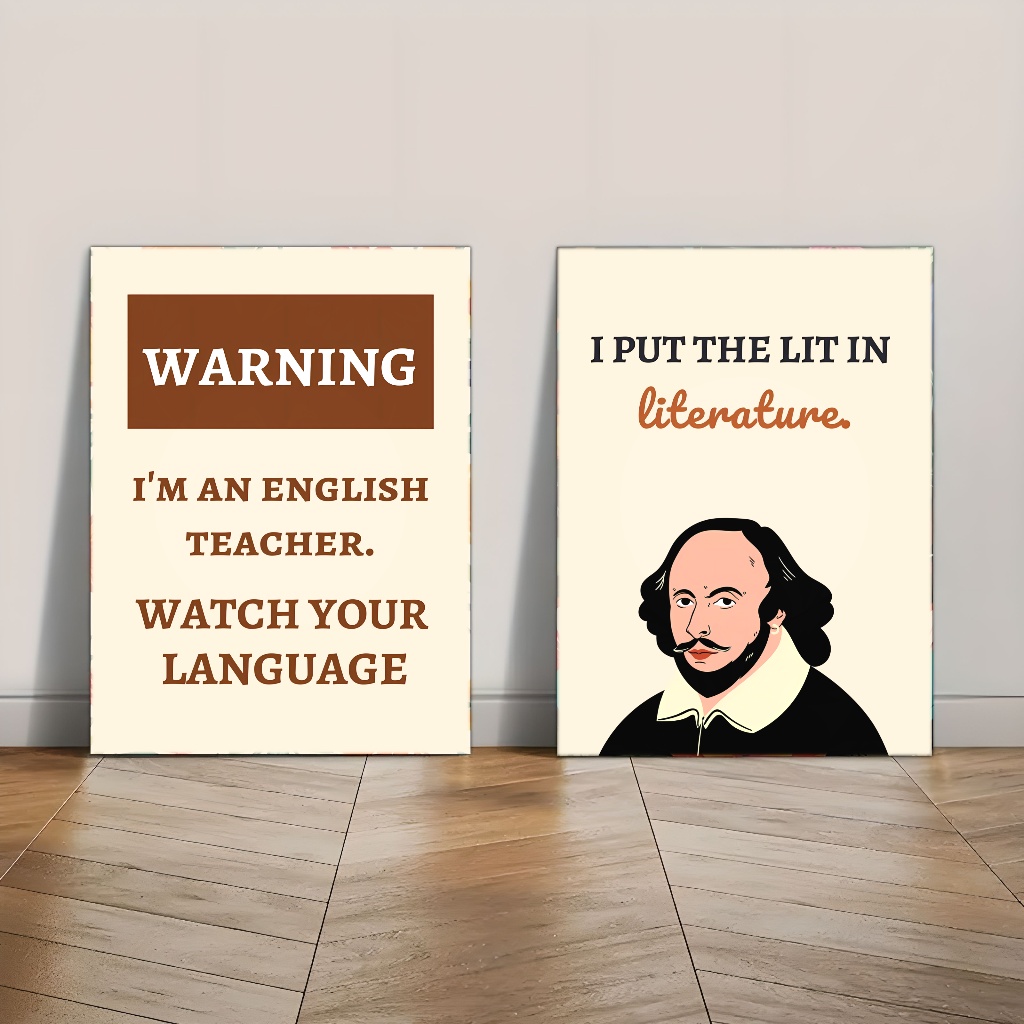 WARNING
I'M AN ENGLISH
TEACHER.
WATCH YOUR
LANGUAGE
I PUT THE LIT IN
literature.